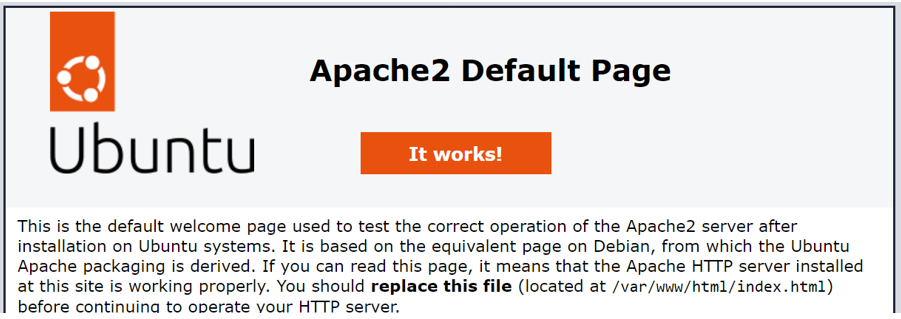 Apache2 Default Page
Ubuntu
It works!
This is the default welcome page used to test the correct operation of the Apache2 server after
installation on Ubuntu systems. It is based on the equivalent page on Debian, from which the Ubuntu
Apache packaging is derived. If you can read this page, it means that the Apache HTTP server installed
at this site is working properly. You should replace this file (located at /var/www/html/index.html)
before continuing to operate your HTTP server.